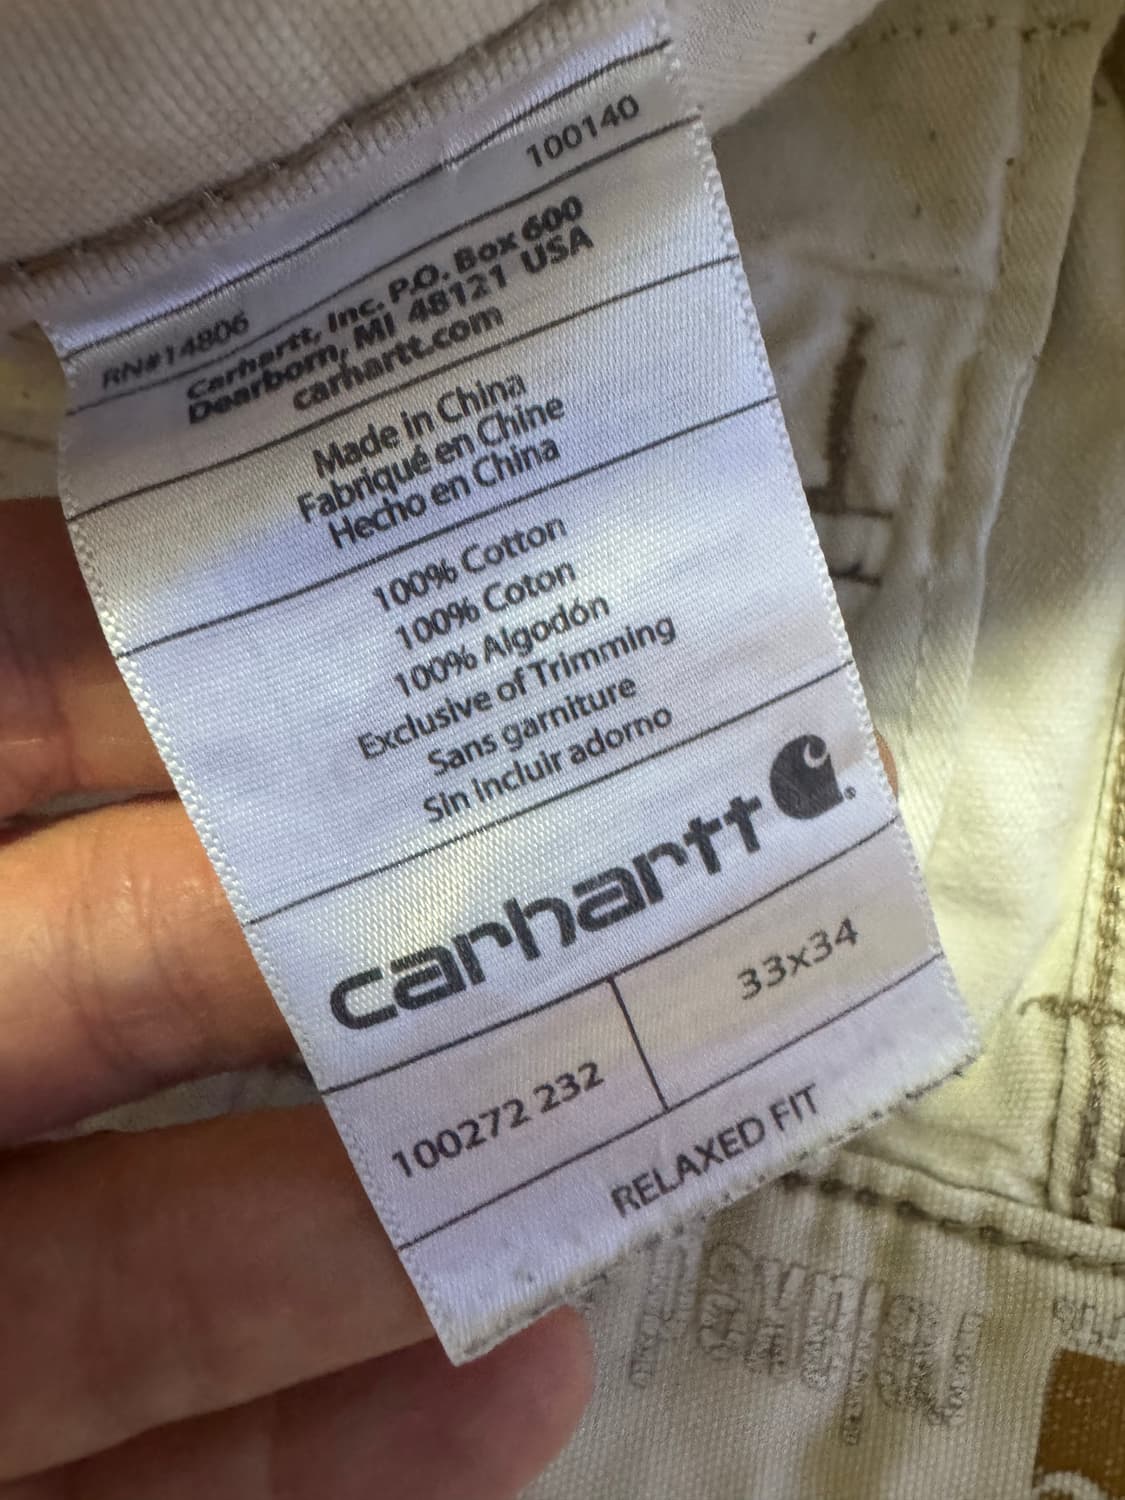 100140
RN#14806
Carhartt, Inc. P.O. Box 600
Dearborn, MI 48121 USA
carhartt.com
Made in China
Fabriqué en Chine
Hecho en China
100% Cotton
100% Coton
100% Algodón
Exclusive of Trimming
Sans garniture
Sin incluir adorno
carhartt
100272 232
33x34
RELAXED FIT